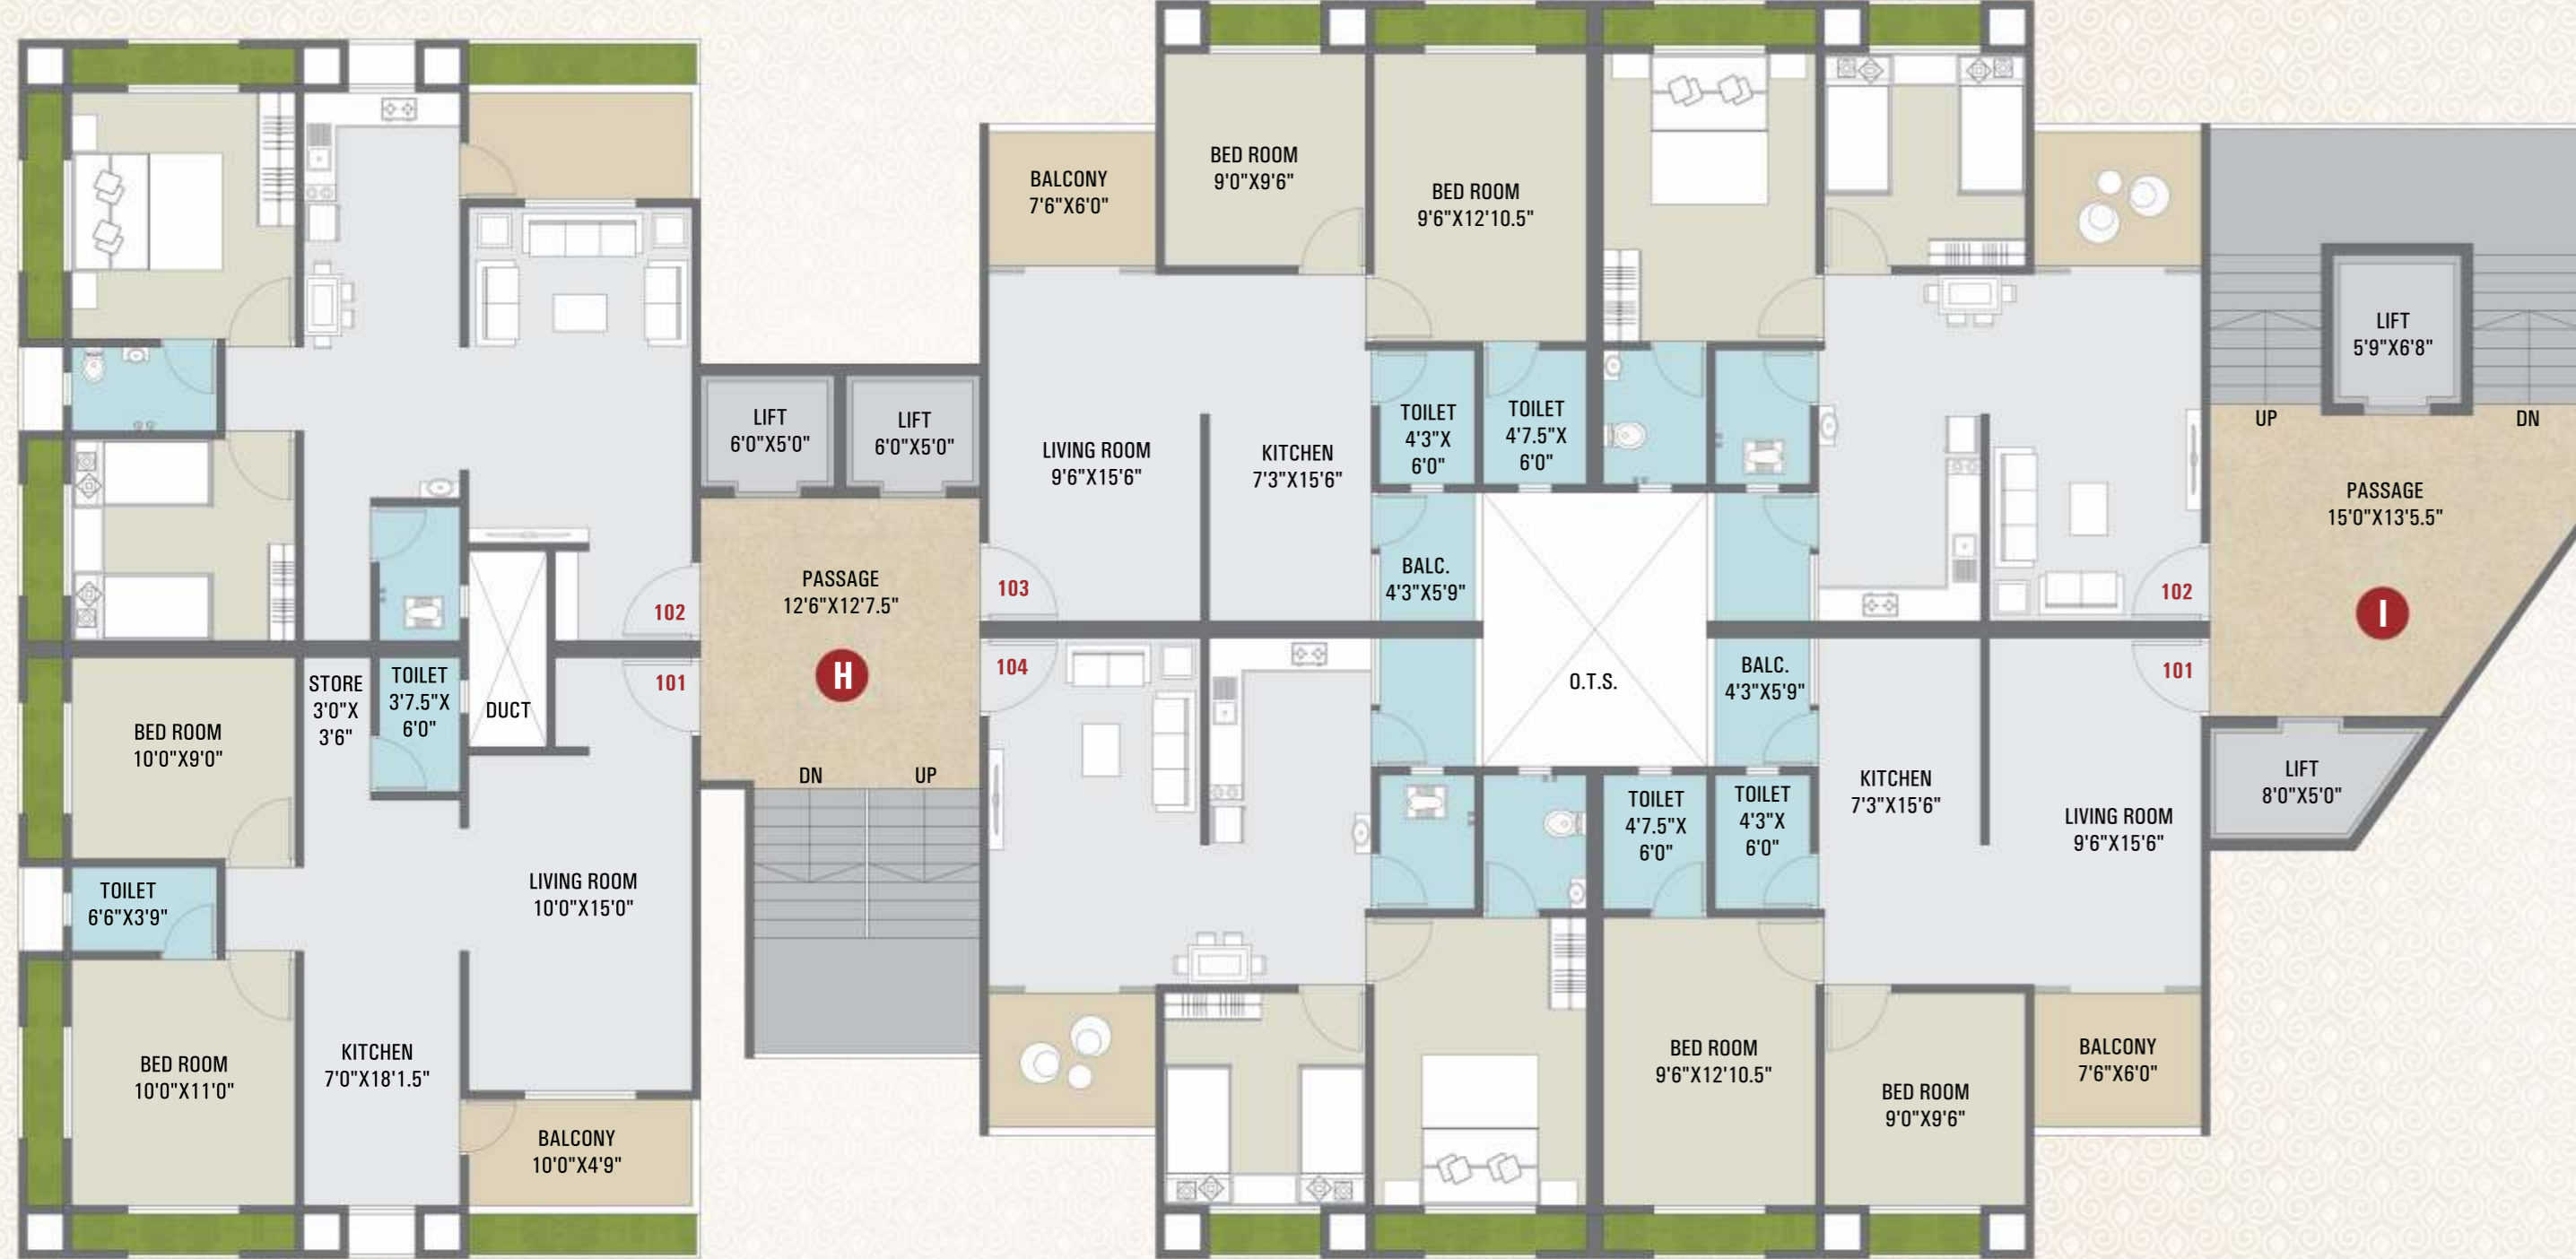 BED ROOM
9'0"X9'6"
BED ROOM
9'6"X12'10.5"
BALCONY
7'6"X6'0"
LIFT
6'0"X5'0"
LIFT
6'0"X5'0"
LIVING ROOM
9'6"X15'6"
KITCHEN
7'3"X15'6"
TOILET
4'3"X
6'0"
TOILET
4'7.5"X
6'0"
LIFT
5'9"X6'8"
UP
DN
PASSAGE
15'0"X13'5.5"
BALC.
4'3"X5'9"
PASSAGE
12'6"X12'7.5"
102
103
102
I
H
101
104
101
STORE
3'0"X
3'6"
TOILET
3'7.5"X
6'0"
DUCT
BED ROOM
10'0"X9'0"
O.T.S.
BALC.
4'3"X5'9"
DN
UP
TOILET
4'7.5"X
6'0"
TOILET
4'3"X
6'0"
KITCHEN
7'3"X15'6"
LIVING ROOM
9'6"X15'6"
LIFT
8'0"X5'0"
TOILET
6'6"X3'9"
LIVING ROOM
10'0"X15'0"
BED ROOM
10'0"X11'0"
KITCHEN
7'0"X18'1.5"
BALCONY
10'0"X4'9"
BED ROOM
9'6"X12'10.5"
BED ROOM
9'0"X9'6"
BALCONY
7'6"X6'0"